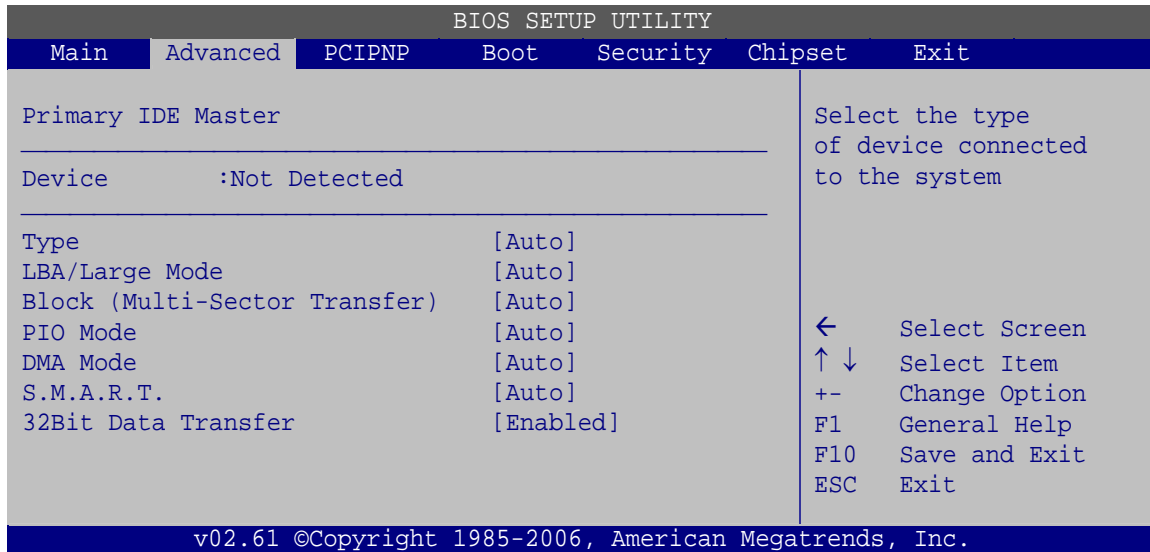 BIOS SETUP UTILITY
Main Advanced PCIPNP Boot Security Chipset Exit
Primary IDE Master
Device :Not Detected
Type [Auto]
LBA/Large Mode [Auto]
Block (Multi-Sector Transfer) [Auto]
PIO Mode [Auto]
DMA Mode [Auto]
S.M.A.R.T. [Auto]
32Bit Data Transfer [Enabled]
Select the type
of device connected
to the system
← Select Screen
↑ ↓ Select Item
+- Change Option
F1 General Help
F10 Save and Exit
ESC Exit
v02.61 ©Copyright 1985-2006, American Megatrends, Inc.